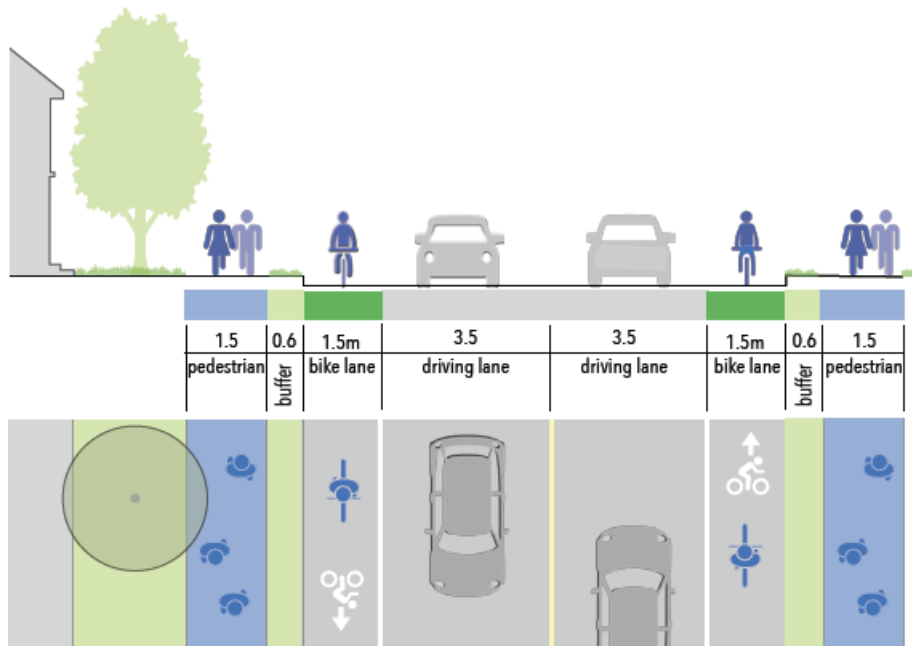 1.5 0.6 1.5m 3.5 3.5 1.5m 0.6 1.5
pedestrian buffer bike lane driving lane driving lane bike lane buffer pedestrian